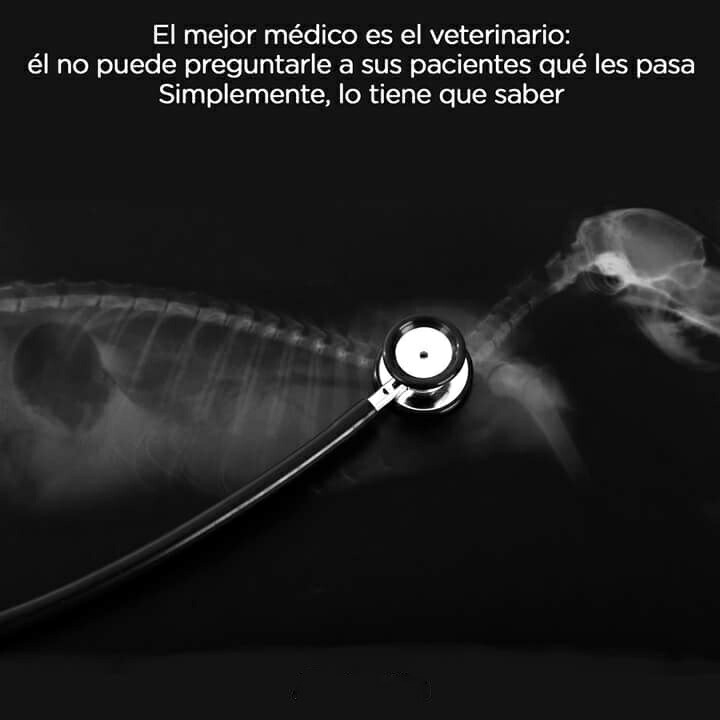 El mejor médico es el veterinario:
él no puede preguntarle a sus pacientes qué les pasa
Simplemente, lo tiene que saber